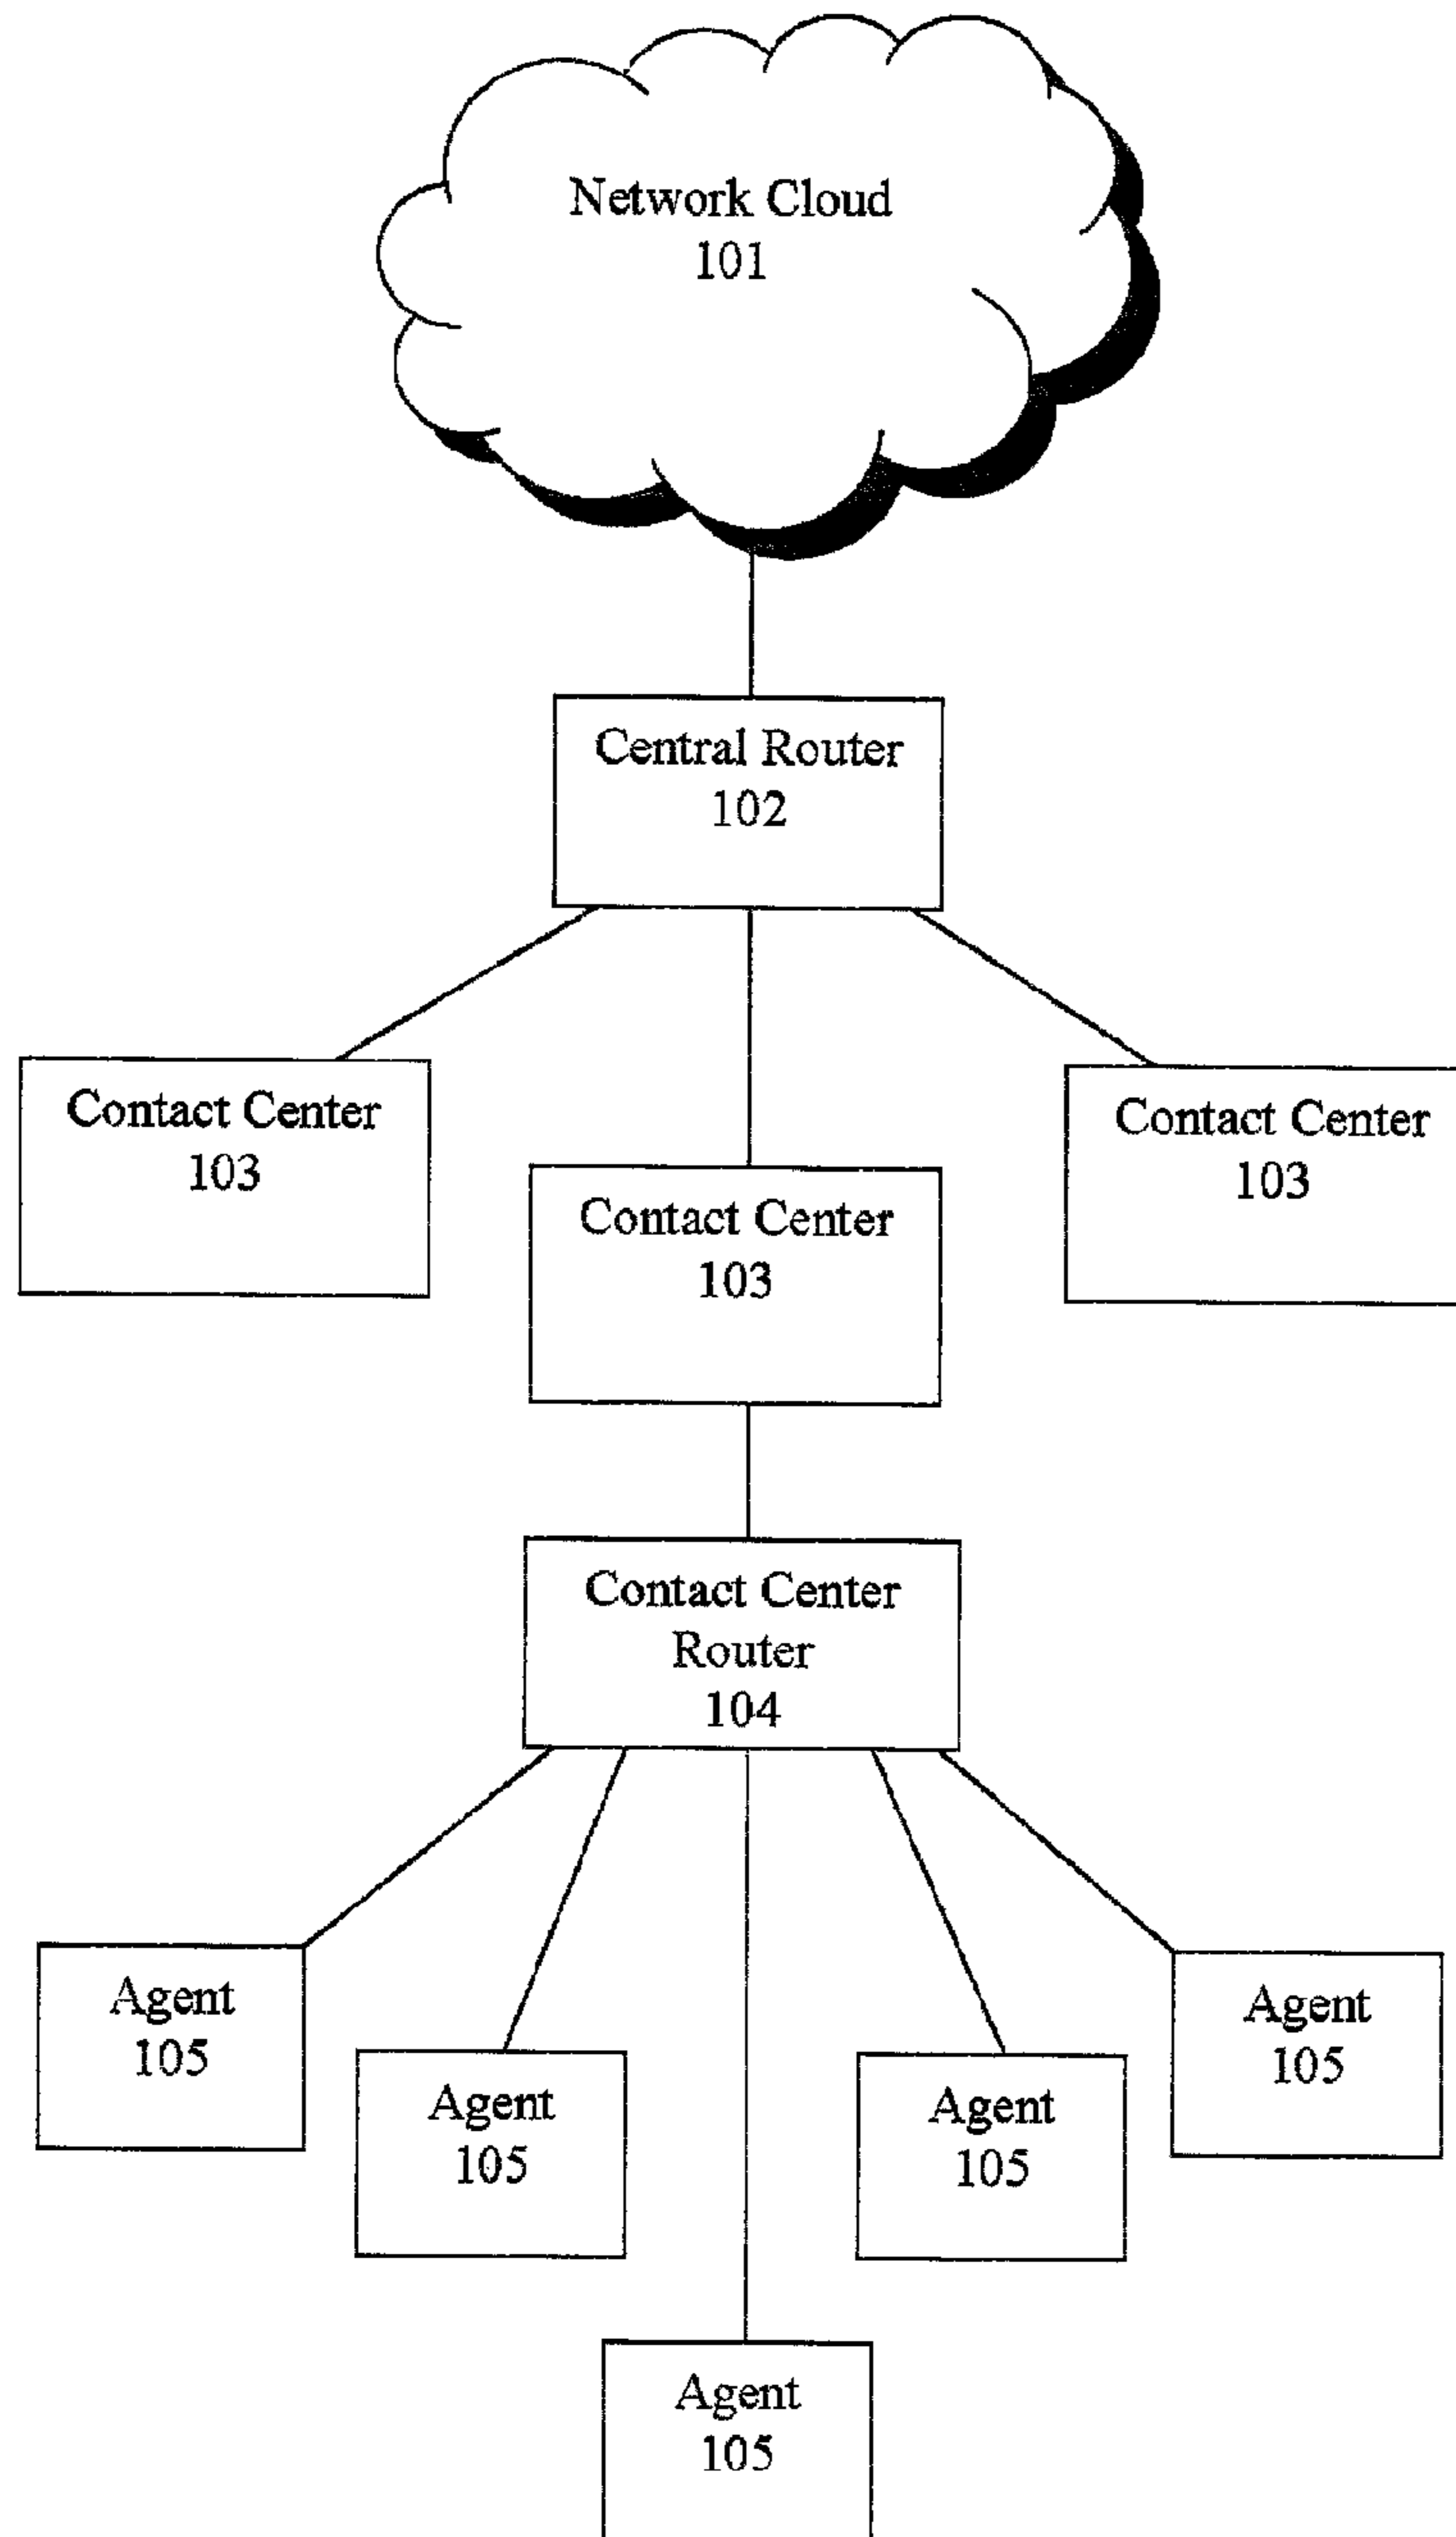 Network Cloud
101
Central Router
102
Contact Center
103
Contact Center
103
Contact Center
103
Contact Center
Router
104
Agent
105
Agent
105
Agent
105
Agent
105
Agent
105